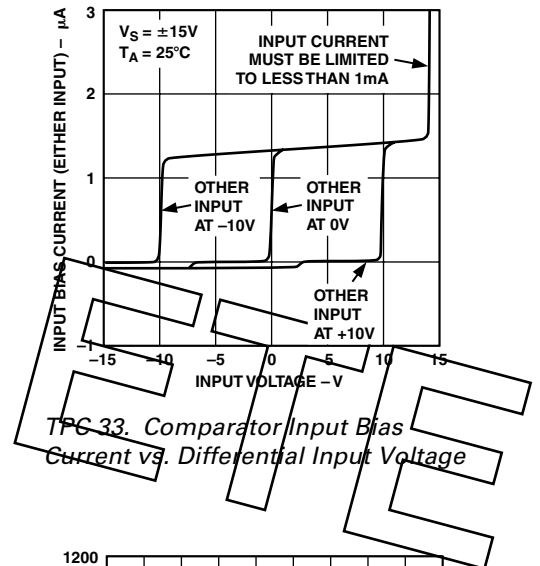 INPUT BIAS CURRENT (EITHER INPUT) – μA
3
2
1
0
–1
VS = ±15V
TA = 25°C
INPUT CURRENT
MUST BE LIMITED
TO LESS THAN 1mA
OTHER
INPUT
AT –10V
OTHER
INPUT
AT 0V
OTHER
INPUT
AT +10V
–15 –10 –5 0 5 10 15
INPUT VOLTAGE – V
TPC 33. Comparator Input Bias
Current vs. Differential Input Voltage
1200